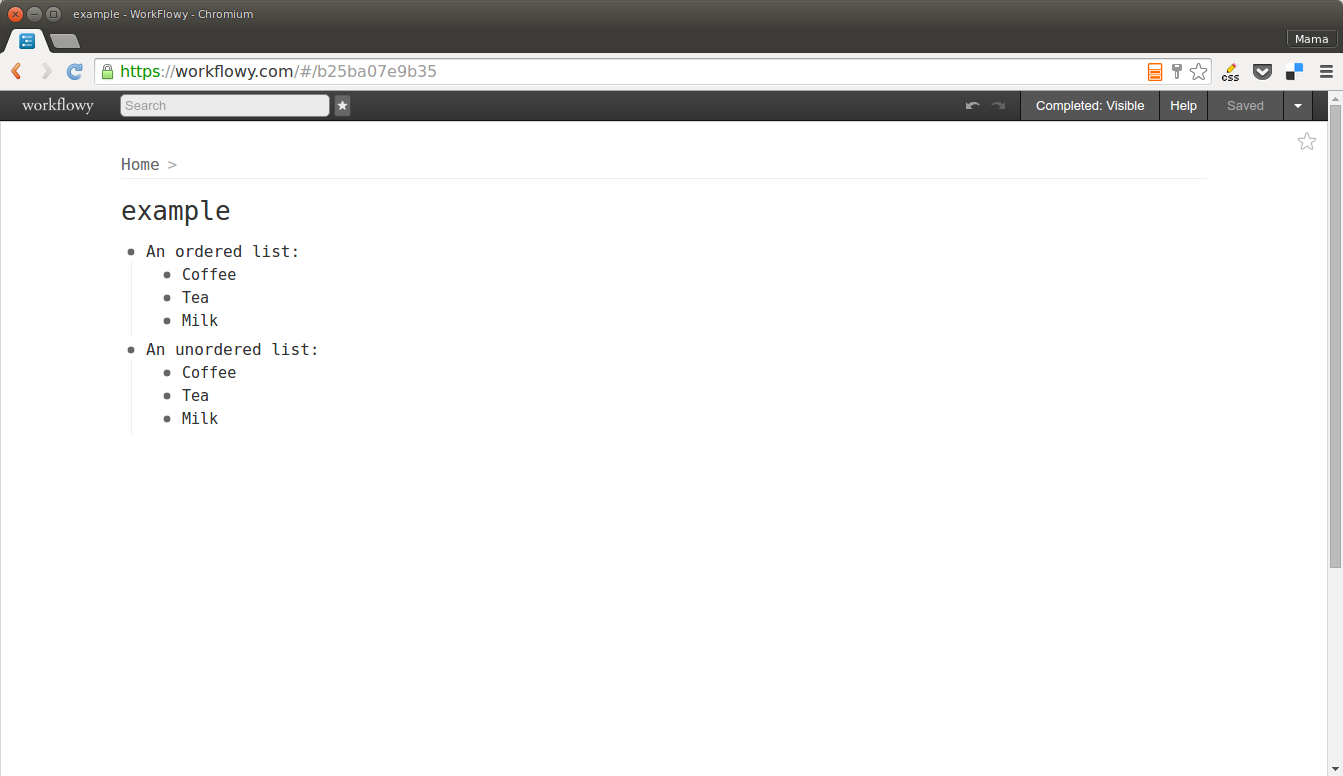 example - WorkFlowy - Chromium
Mama
https://workflowy.com/#/b25ba07e9b35
css
workflowy
Search
Completed: Visible
Help
Saved
Home >
example
An ordered list:
Coffee
Tea
Milk
An unordered list:
Coffee
Tea
Milk